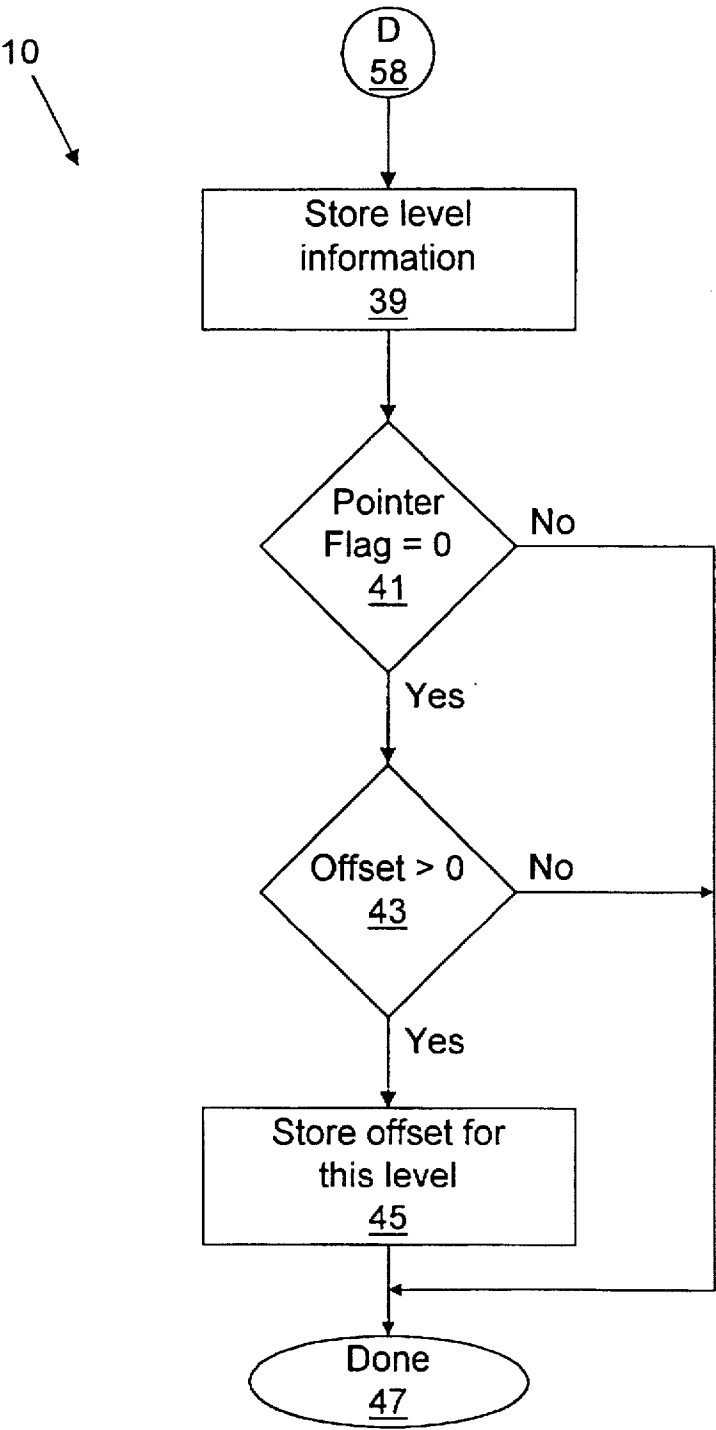 10
D
58
Store level
information
39
Pointer
Flag = 0
41
No
Yes
Offset > 0
43
No
Yes
Store offset for
this level
45
Done
47